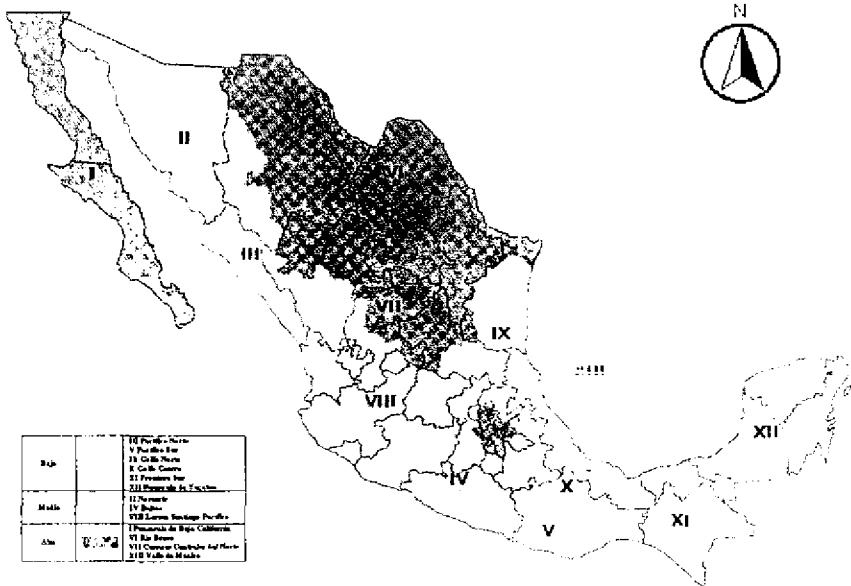 N
II
I
VI
III
VII
IX
XIII
VIII
XII
IV
X
V
XI
Bajo
III Pacífico Norte
V Pacífico Sur
IX Golfo Norte
X Golfo Centro
XI Frontera Sur
XII Península de Yucatán
Medio
II Noroeste
IV Balsas
VIII Lerma Santiago Pacífico
Alto
I Península de Baja California
VI Río Bravo
VII Cuencas Centrales del Norte
XIII Valle de México